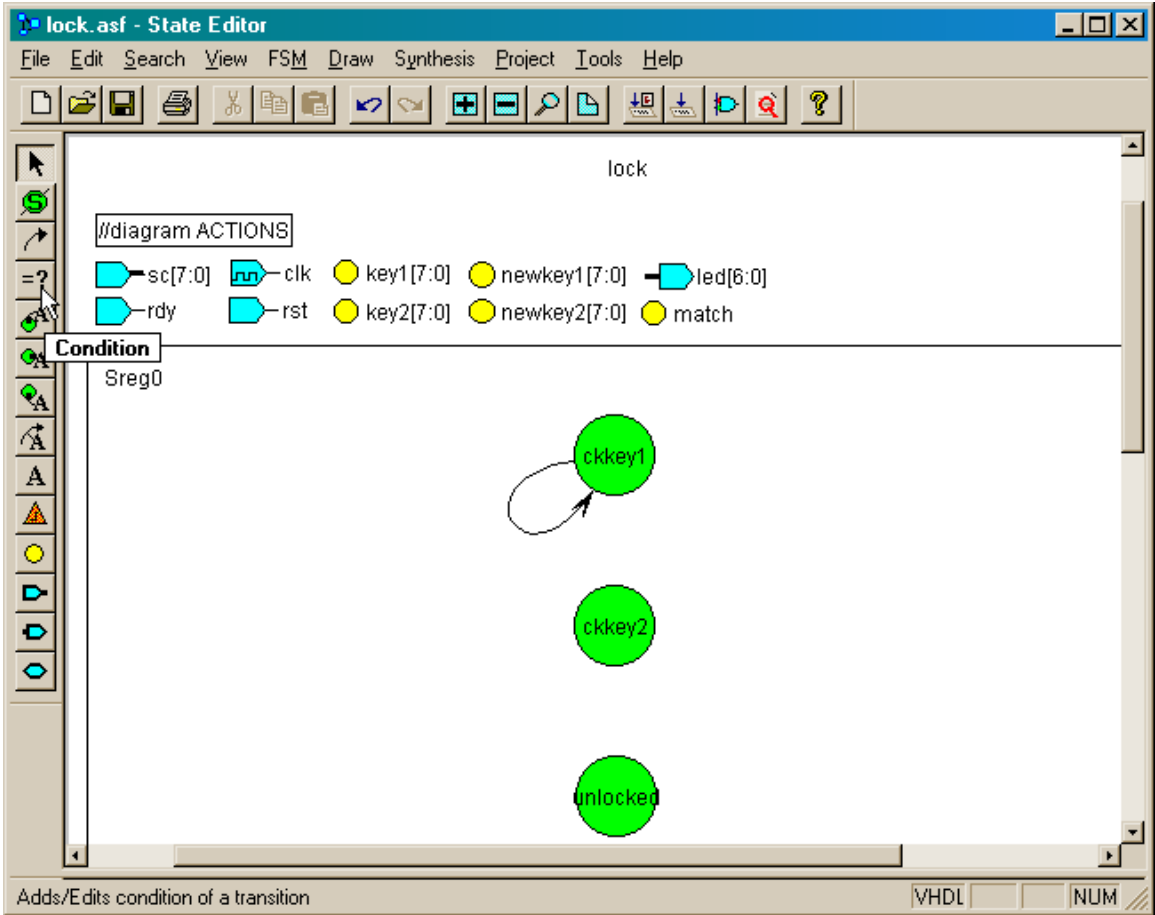 lock.asf - State Editor
File Edit Search View FSM Draw Synthesis Project Tools Help
lock
//diagram ACTIONS
sc[7:0] clk key1[7:0] newkey1[7:0] led[6:0]
rdy rst key2[7:0] newkey2[7:0] match
=?
Condition
Sreg0
ckkey1
ckkey2
unlocked
Adds/Edits condition of a transition VHDL NUM